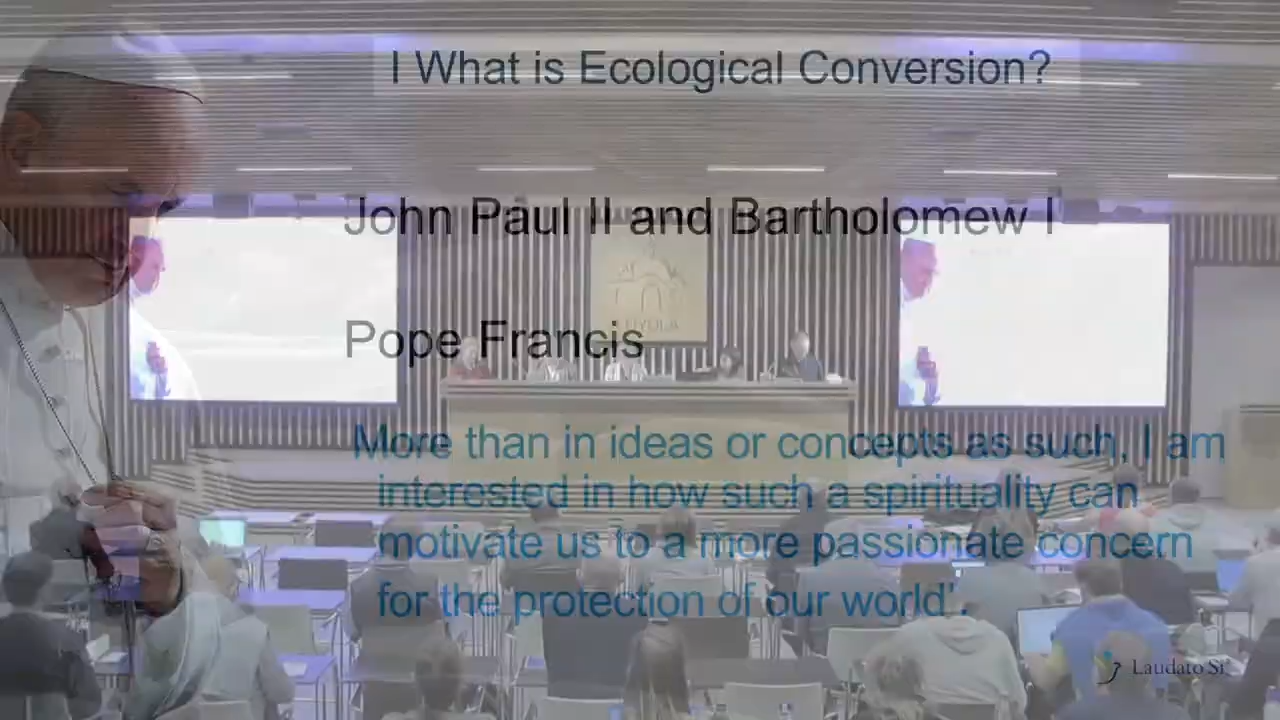 I What is Ecological Conversion?
John Paul II and Bartholomew I
Pope Francis
LOYOLA
More than in ideas or concepts as such, I am
interested in how such a spirituality can
motivate us to a more passionate concern
for the protection of our world'.
Laudato Si'